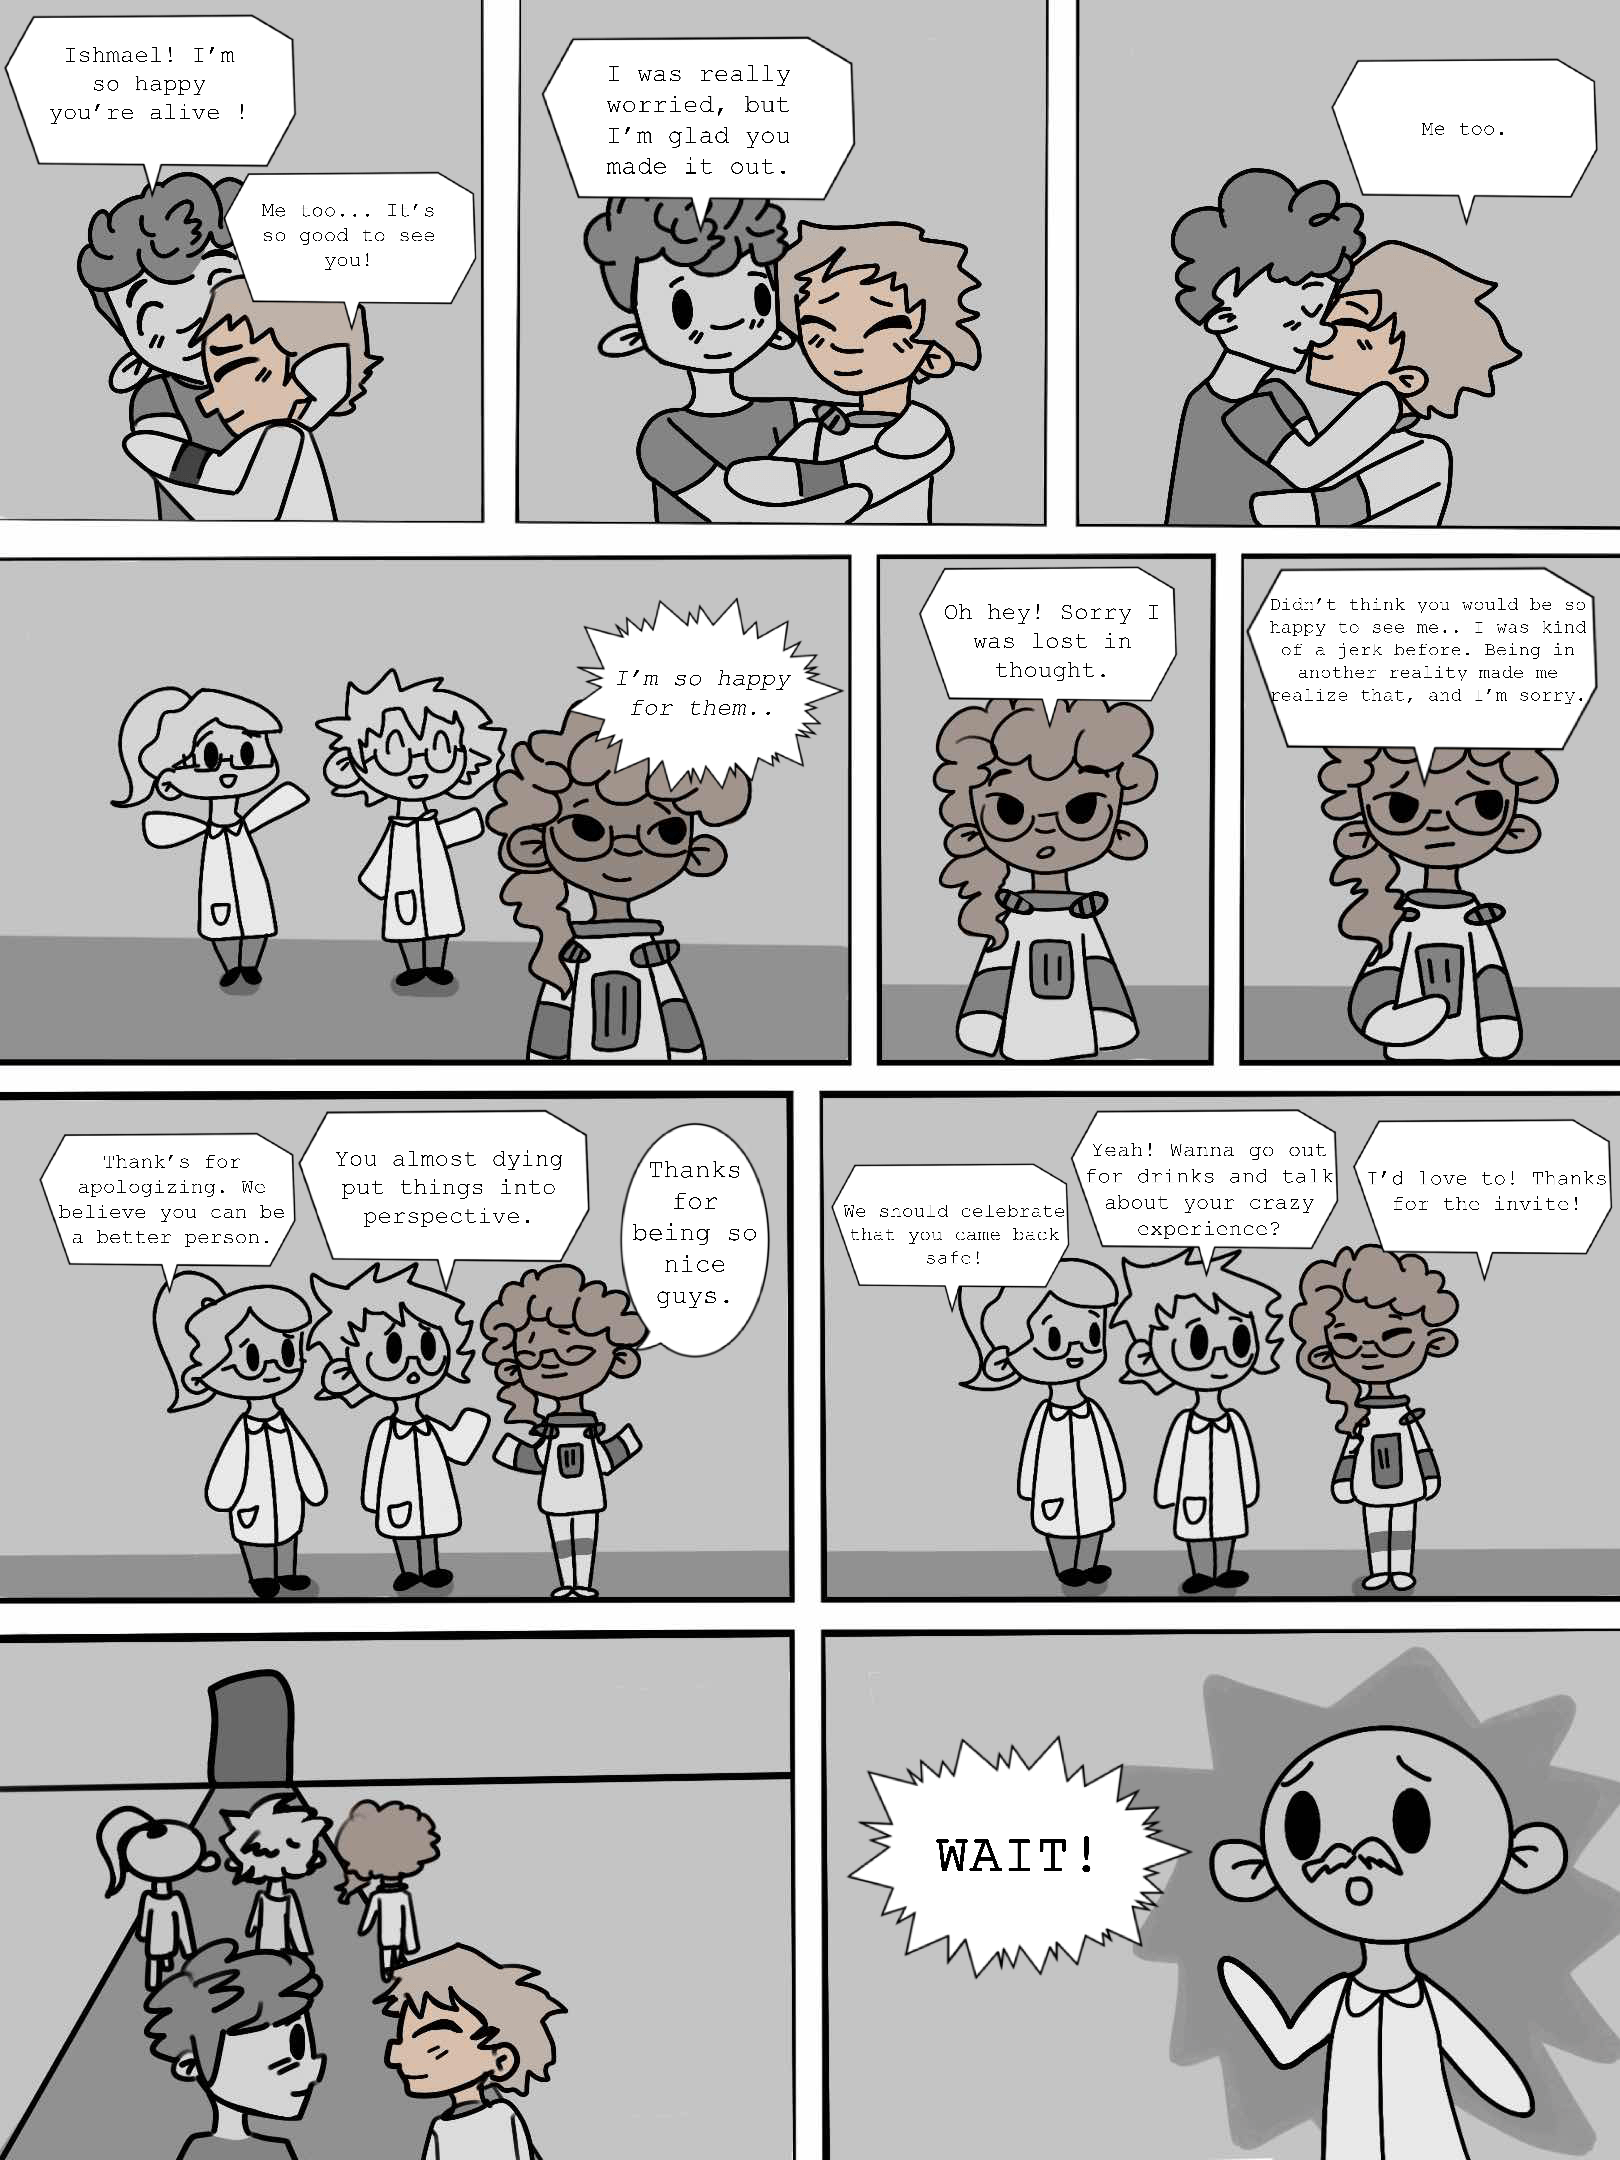 Ishmael! I'm
so happy
you're alive !
Me too... It's
so good to see
you!
I was really
worried, but
I'm glad you
made it out.
Me too.
I'm so happy
for them..
Oh hey! Sorry I
was lost in
thought.
Didn't think you would be so
happy to see me.. I was kind
of a jerk before. Being in
another reality made me
realize that, and I'm sorry.
Thank's for
apologizing. We
believe you can be
a better person.
You almost dying
put things into
perspective.
Thanks
for
being so
nice
guys.
We should celebrate
that you came back
safe!
Yeah! Wanna go out
for drinks and talk
about your crazy
experience?
I'd love to! Thanks
for the invite!
WAIT!